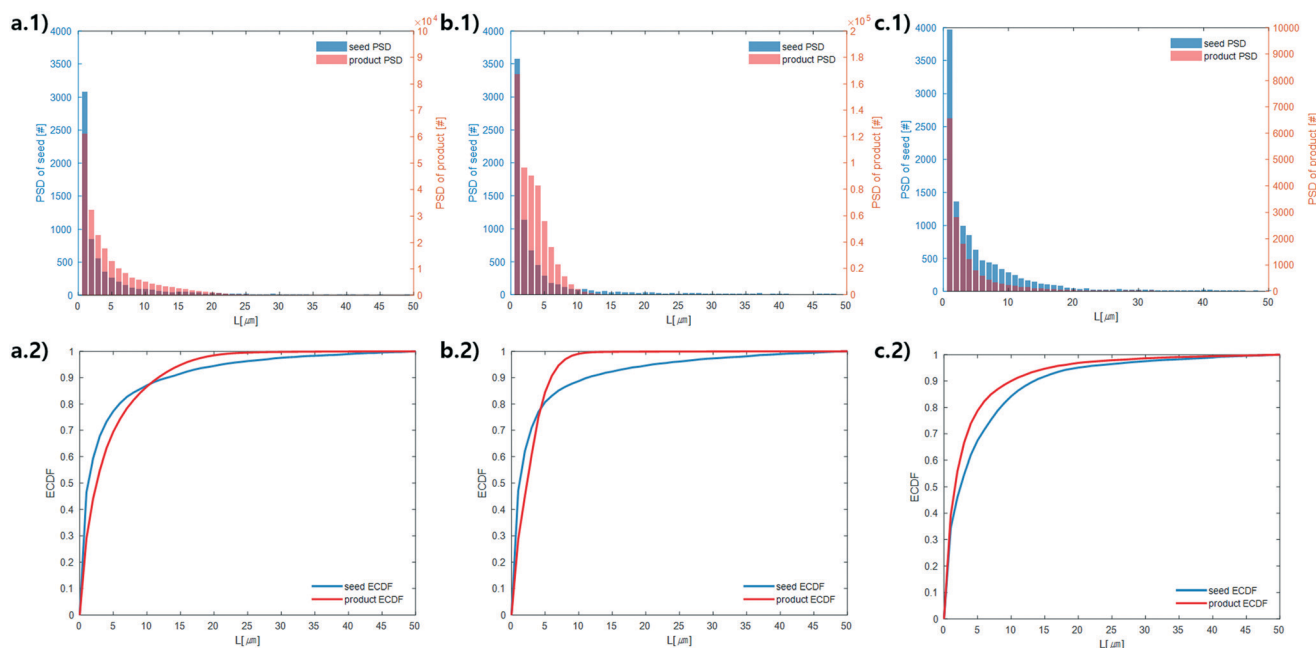 a.1)
×10⁴
4000
3500
3000
2500
2000
1500
1000
500
0
PSD of seed [#]
seed PSD
product PSD
10
9
8
7
6
5
4
3
2
1
0
PSD of product [#]
0 5 10 15 20 25 30 35 40 45 50
L[㎛]
b.1)
×10⁵
4000
3500
3000
2500
2000
1500
1000
500
0
PSD of seed [#]
seed PSD
product PSD
2
1.8
1.6
1.4
1.2
1
0.8
0.6
0.4
0.2
0
PSD of product [#]
0 5 10 15 20 25 30 35 40 45 50
L[㎛]
c.1)
4000
3500
3000
2500
2000
1500
1000
500
0
PSD of seed [#]
seed PSD
product PSD
10000
9000
8000
7000
6000
5000
4000
3000
2000
1000
0
PSD of product [#]
0 10 20 30 40 50
L[㎛]
a.2)
1
0.9
0.8
0.7
0.6
0.5
0.4
0.3
0.2
0.1
0
ECDF
seed ECDF
product ECDF
0 5 10 15 20 25 30 35 40 45 50
L[㎛]
b.2)
1
0.9
0.8
0.7
0.6
0.5
0.4
0.3
0.2
0.1
0
ECDF
seed ECDF
product ECDF
0 5 10 15 20 25 30 35 40 45 50
L[㎛]
c.2)
1
0.9
0.8
0.7
0.6
0.5
0.4
0.3
0.2
0.1
0
ECDF
seed ECDF
product ECDF
0 5 10 15 20 25 30 35 40 45 50
L[㎛]